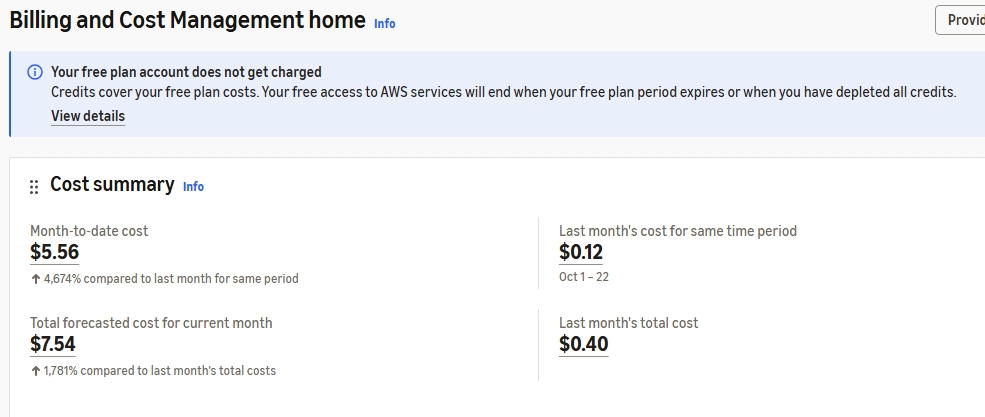 Billing and Cost Management home Info
Provid
Your free plan account does not get charged
Credits cover your free plan costs. Your free access to AWS services will end when your free plan period expires or when you have depleted all credits.
View details
Cost summary Info
Month-to-date cost
$5.56
↑ 4,674% compared to last month for same period
Last month's cost for same time period
$0.12
Oct 1 – 22
Total forecasted cost for current month
$7.54
↑ 1,781% compared to last month's total costs
Last month's total cost
$0.40